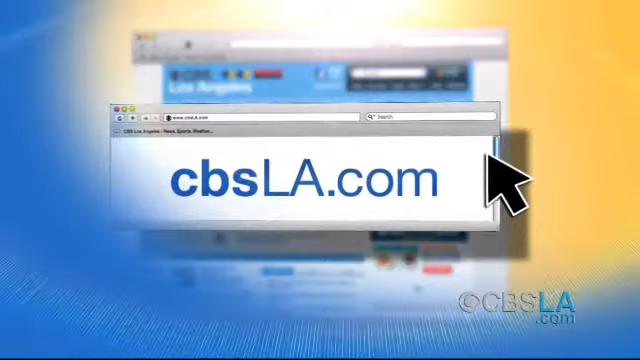 CBS
Los Angeles
www.cbsLA.com
Search
CBS Los Angeles - News, Sports, Weather...
cbsLA.com
©CBSLA
.com